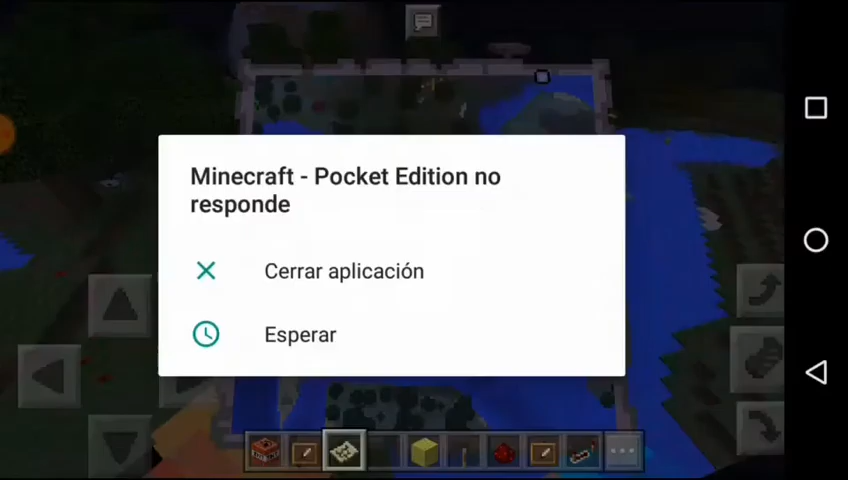 Minecraft - Pocket Edition no
responde
Cerrar aplicación
Esperar